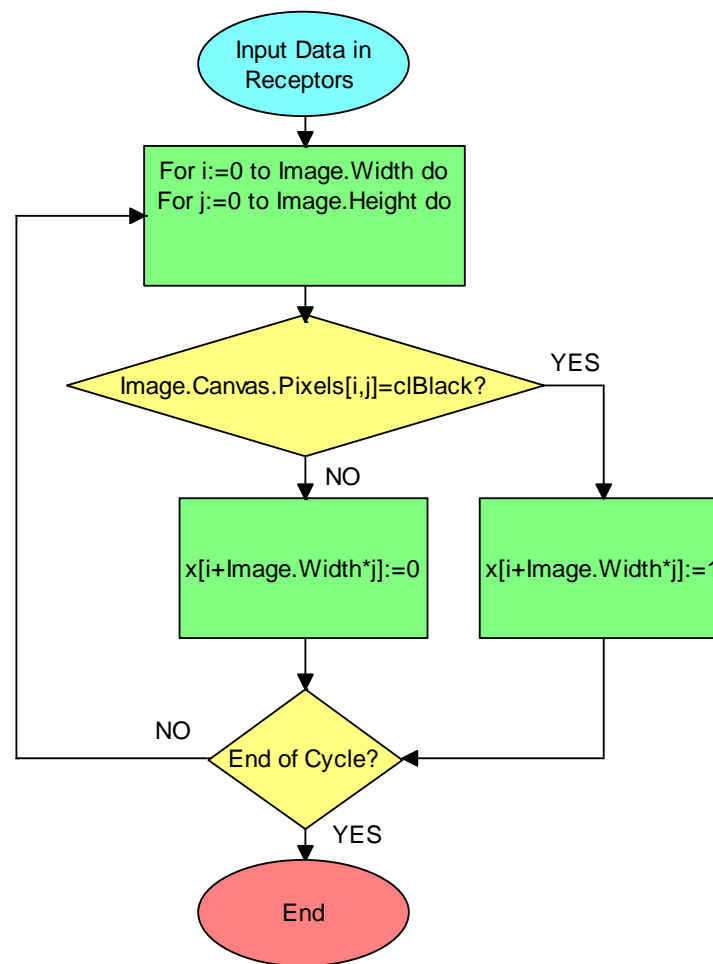 Input Data in
Receptors
For i:=0 to Image.Width do
For j:=0 to Image.Height do
Image.Canvas.Pixels[i,j]=clBlack?
YES
NO
x[i+Image.Width*j]:=0
x[i+Image.Width*j]:=1
NO
End of Cycle?
YES
End